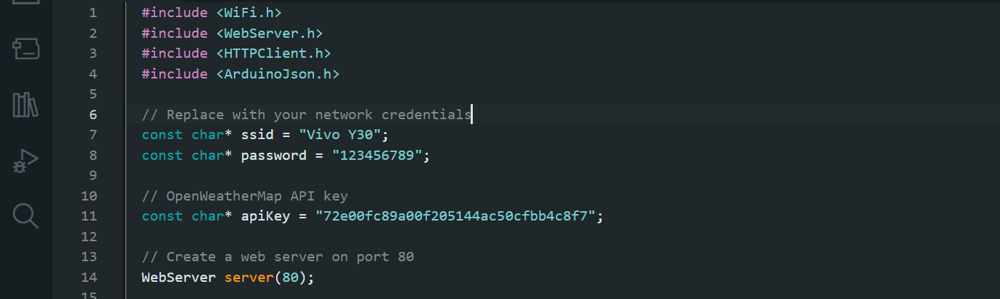 1 #include <WiFi.h>
2 #include <WebServer.h>
3 #include <HTTPClient.h>
4 #include <ArduinoJson.h>
5
6 // Replace with your network credentials
7 const char* ssid = "Vivo Y30";
8 const char* password = "123456789";
9
10 // OpenWeatherMap API key
11 const char* apiKey = "72e00fc89a00f205144ac50cfbb4c8f7";
12
13 // Create a web server on port 80
14 WebServer server(80);
15